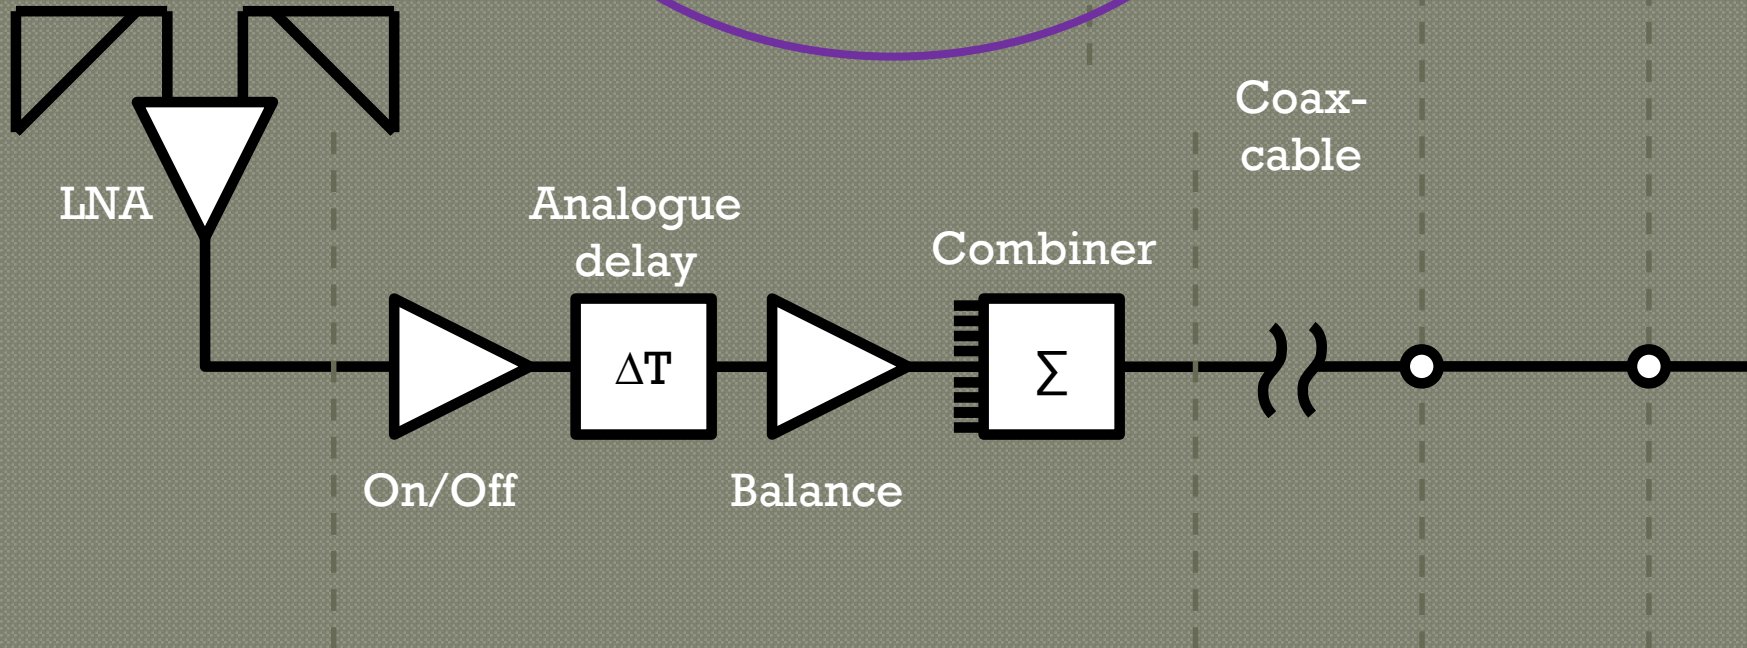 Coax-
cable
LNA
Analogue
delay
Combiner
ΔT
Σ
On/Off
Balance